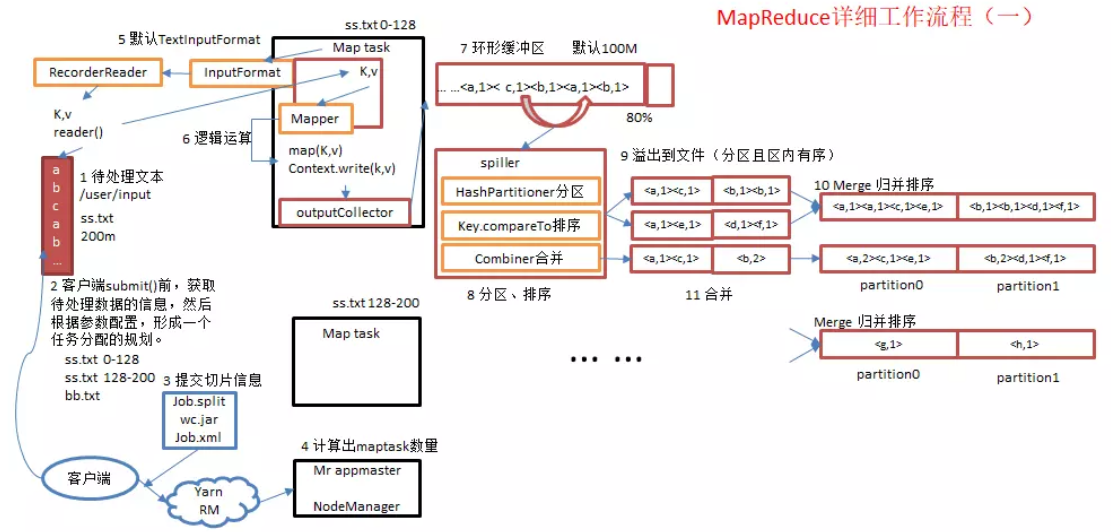 MapReduce详细工作流程（一）
ss.txt 0-128
5 默认TextInputFormat
Map task
RecorderReader
InputFormat
K,v
K,v
reader()
Mapper
6 逻辑运算
map(K,v)
Context.write(k,v)
outputCollector
7 环形缓冲区 默认100M
... ...<a,1>< c,1><b,1><a,1><b,1>
80%
a
b
c
a
b
...
1 待处理文本
/user/input
ss.txt
200m
spiller
HashPartitioner分区
Key.compareTo排序
Combiner合并
8 分区、排序
9 溢出到文件（分区且区内有序）
<a,1><c,1>
<b,1><b,1>
<a,1><e,1>
<d,1><f,1>
<a,1><c,1>
<b,2>
11 合并
10 Merge 归并排序
<a,1><a,1><c,1><e,1>
<b,1><b,1><d,1><f,1>
<a,2><c,1><e,1>
<b,2><d,1><f,1>
partition0
partition1
2 客户端submit()前，获取
待处理数据的信息，然后
根据参数配置，形成一个
任务分配的规划。
ss.txt 0-128
ss.txt 128-200
bb.txt
ss.txt 128-200
Map task
... ...
Merge 归并排序
<g,1>
<h,1>
partition0
partition1
3 提交切片信息
Job.split
wc.jar
Job.xml
4 计算出maptask数量
Mr appmaster
NodeManager
客户端
Yarn
RM